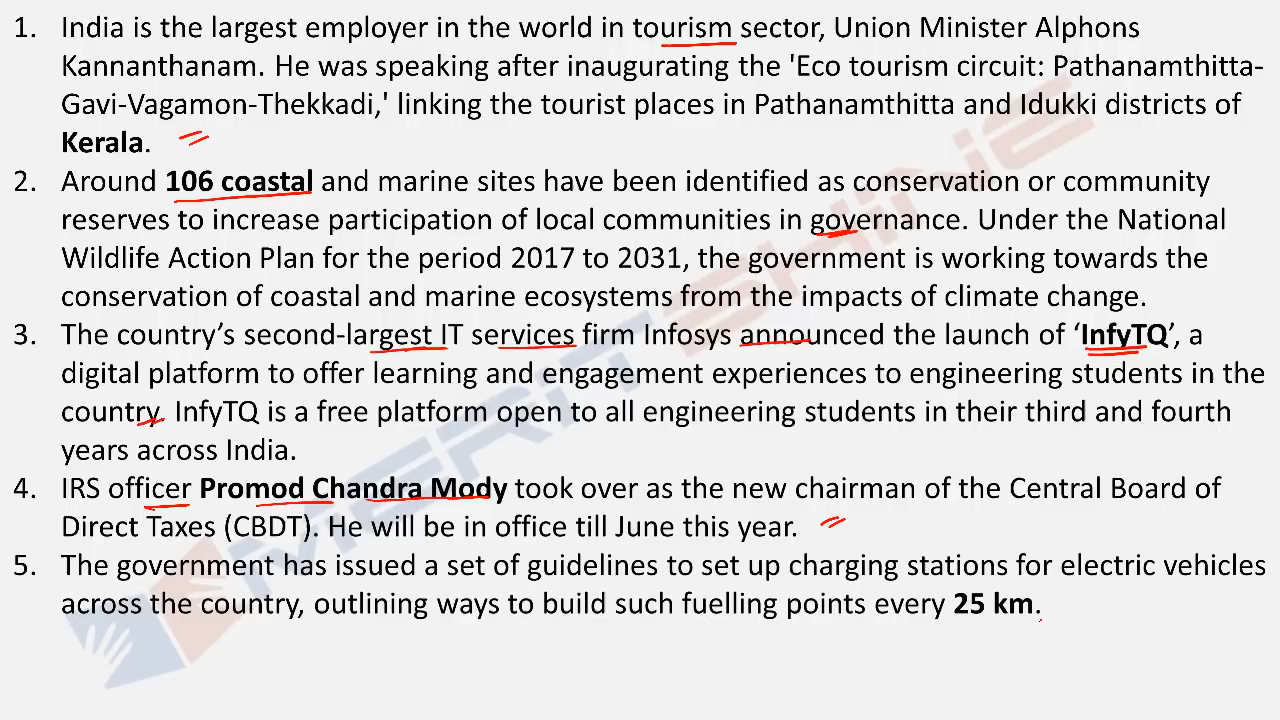 1. India is the largest employer in the world in tourism sector, Union Minister Alphons
Kannanthanam. He was speaking after inaugurating the 'Eco tourism circuit: Pathanamthitta-
Gavi-Vagamon-Thekkadi,' linking the tourist places in Pathanamthitta and Idukki districts of
Kerala.
2. Around 106 coastal and marine sites have been identified as conservation or community
reserves to increase participation of local communities in governance. Under the National
Wildlife Action Plan for the period 2017 to 2031, the government is working towards the
conservation of coastal and marine ecosystems from the impacts of climate change.
3. The country’s second-largest IT services firm Infosys announced the launch of ‘InfyTQ’, a
digital platform to offer learning and engagement experiences to engineering students in the
country. InfyTQ is a free platform open to all engineering students in their third and fourth
years across India.
4. IRS officer Promod Chandra Mody took over as the new chairman of the Central Board of
Direct Taxes (CBDT). He will be in office till June this year.
5. The government has issued a set of guidelines to set up charging stations for electric vehicles
across the country, outlining ways to build such fuelling points every 25 km.
MERIT SHINE